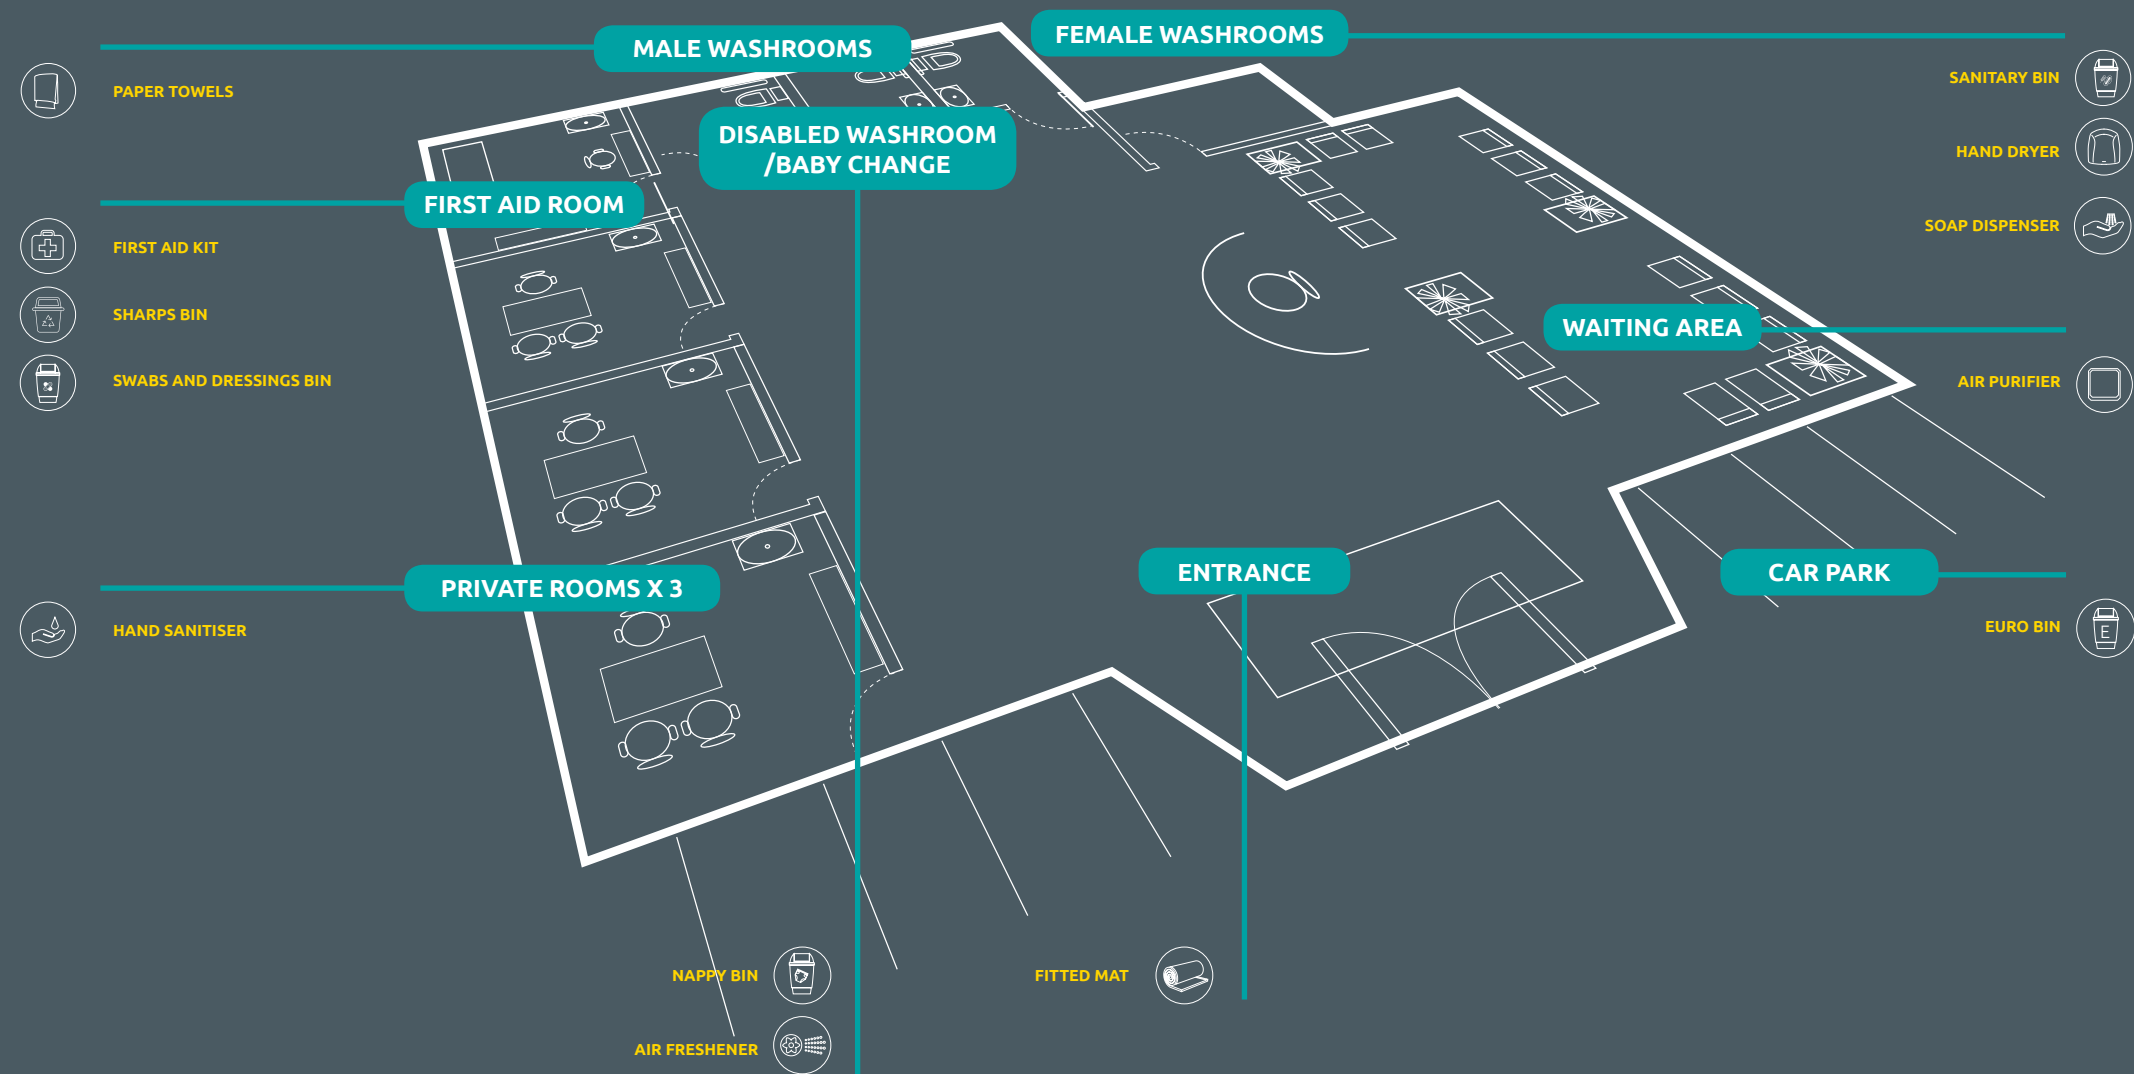 MALE WASHROOMS
PAPER TOWELS
FEMALE WASHROOMS
SANITARY BIN
HAND DRYER
SOAP DISPENSER
DISABLED WASHROOM
/BABY CHANGE
FIRST AID ROOM
FIRST AID KIT
SHARPS BIN
SWABS AND DRESSINGS BIN
WAITING AREA
AIR PURIFIER
PRIVATE ROOMS X 3
HAND SANITISER
ENTRANCE
CAR PARK
EURO BIN
E
NAPPY BIN
AIR FRESHENER
FITTED MAT